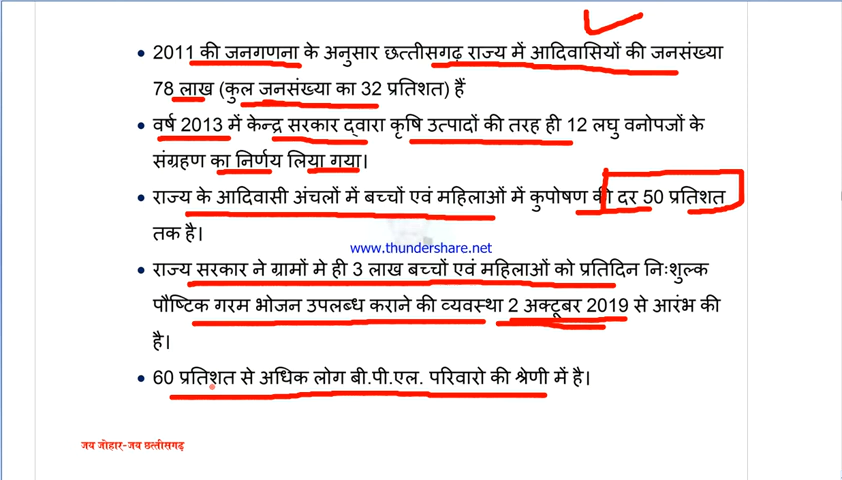 2011 की जनगणना के अनुसार छत्तीसगढ़ राज्य में आदिवासियों की जनसंख्या
78 लाख (कुल जनसंख्या का 32 प्रतिशत) हैं
वर्ष 2013 में केन्द्र सरकार द्वारा कृषि उत्पादों की तरह ही 12 लघु वनोपजों के
संग्रहण का निर्णय लिया गया।
राज्य के आदिवासी अंचलों में बच्चों एवं महिलाओं में कुपोषण की दर 50 प्रतिशत
तक है।
www.thundershare.net
राज्य सरकार ने ग्रामों मे ही 3 लाख बच्चों एवं महिलाओं को प्रतिदिन निःशुल्क
पौष्टिक गरम भोजन उपलब्ध कराने की व्यवस्था 2 अक्टूबर 2019 से आरंभ की
है।
60 प्रतिशत से अधिक लोग बी.पी.एल. परिवारो की श्रेणी में है।
जय जोहार-जय छत्तीसगढ़